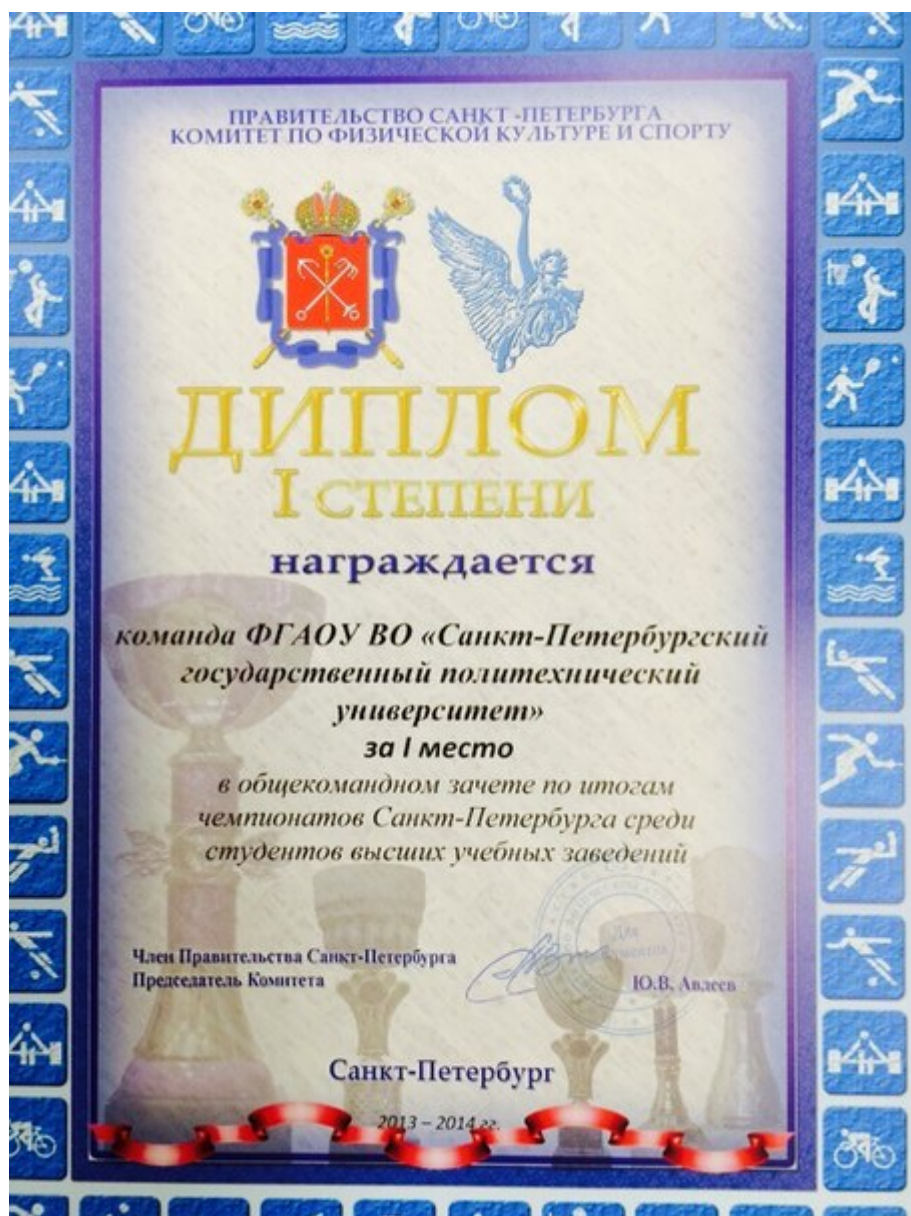 ПРАВИТЕЛЬСТВО САНКТ -ПЕТЕРБУРГА
КОМИТЕТ ПО ФИЗИЧЕСКОЙ КУЛЬТУРЕ И СПОРТУ
ДИПЛОМ
I СТЕПЕНИ
награждается
команда ФГАОУ ВО «Санкт-Петербургский
государственный политехнический
университет»
за I место
в общекомандном зачете по итогам
чемпионатов Санкт-Петербурга среди
студентов высших учебных заведений
Член Правительства Санкт-Петербурга
Председатель Комитета
Для
Ю.В. Авдеев
Санкт-Петербург
2013 – 2014 гг.